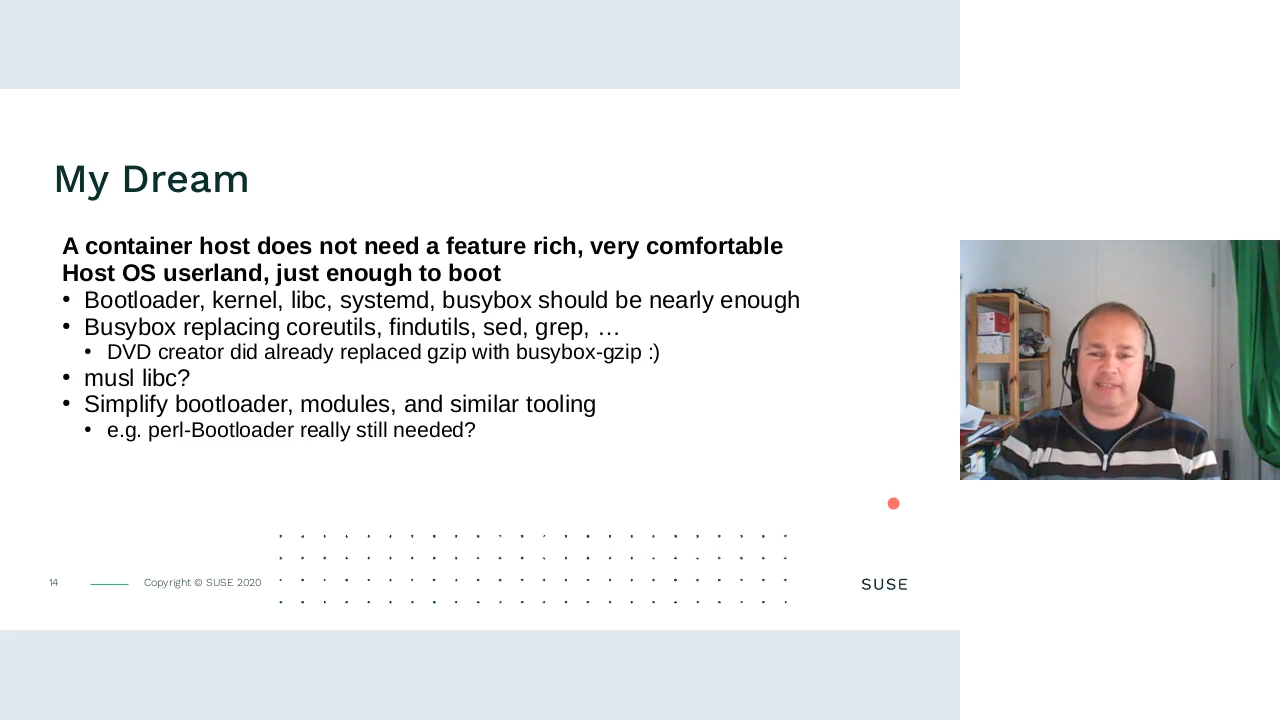 My Dream
A container host does not need a feature rich, very comfortable
Host OS userland, just enough to boot
• Bootloader, kernel, libc, systemd, busybox should be nearly enough
• Busybox replacing coreutils, findutils, sed, grep, …
• DVD creator did already replaced gzip with busybox-gzip :)
• musl libc?
• Simplify bootloader, modules, and similar tooling
• e.g. perl-Bootloader really still needed?
14 Copyright © SUSE 2020
SUSE